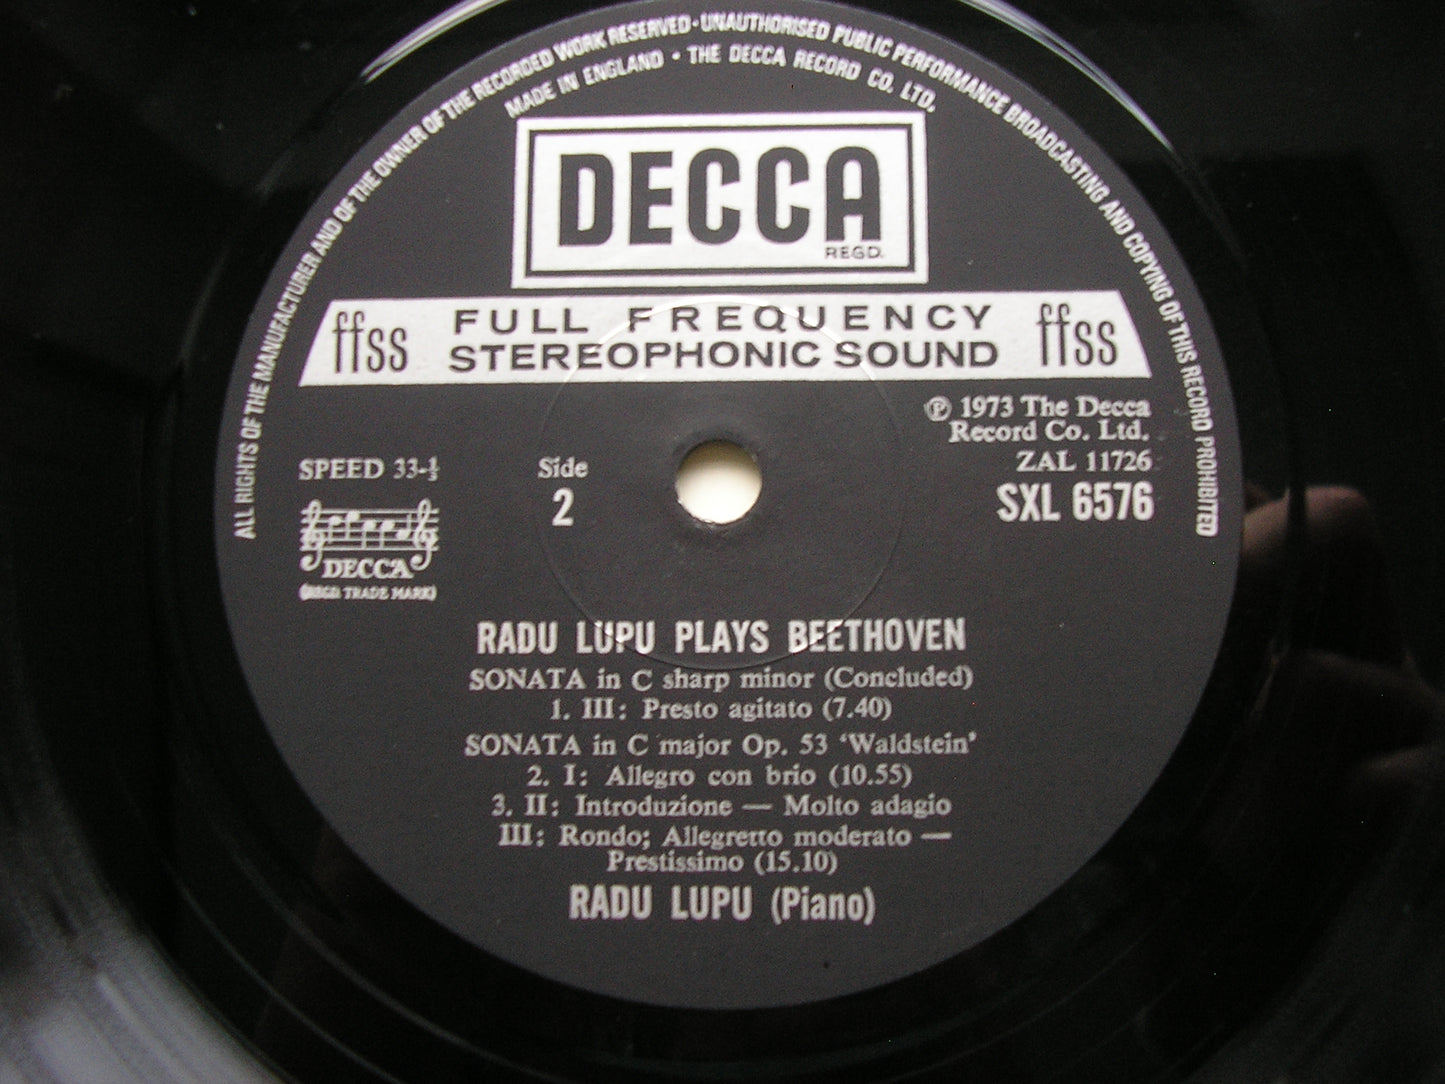 ALL RIGHTS OF THE MANUFACTURER AND OF THE OWNER OF THE RECORDED WORK RESERVED · UNAUTHORISED PUBLIC PERFORMANCE BROADCASTING AND COPYING OF THIS RECORD PROHIBITED
MADE IN ENGLAND · THE DECCA RECORD CO. LTD.
DECCA
REGD.
ffss FULL FREQUENCY ffss
STEREOPHONIC SOUND
℗ 1973 The Decca
Record Co. Ltd.
ZAL 11726
SXL 6576
SPEED 33-⅓
Side
2
DECCA
(REGD. TRADE MARK)
RADU LUPU PLAYS BEETHOVEN
SONATA in C sharp minor (Concluded)
1. III: Presto agitato (7.40)
SONATA in C major Op. 53 ‘Waldstein’
2. I: Allegro con brio (10.55)
3. II: Introduzione — Molto adagio
III: Rondo; Allegretto moderato —
Prestissimo (15.10)
RADU LUPU (Piano)